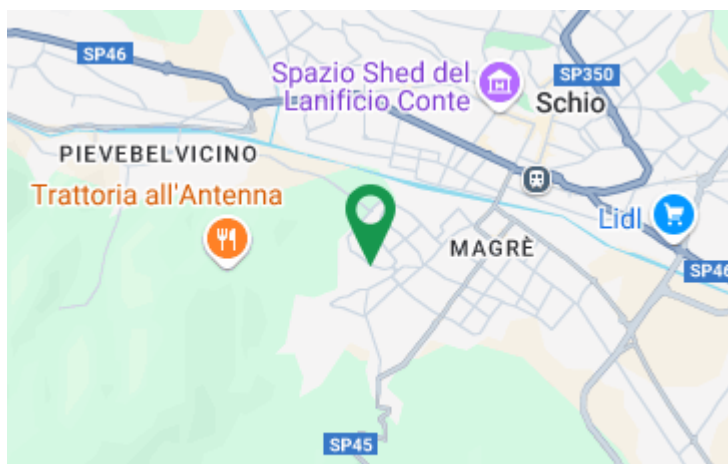 SP46
Spazio Shed del
Lanificio Conte
SP350
Schio
PIEVEBELVICINO
Trattoria all'Antenna
Lidl
MAGRÈ
SP46
SP45